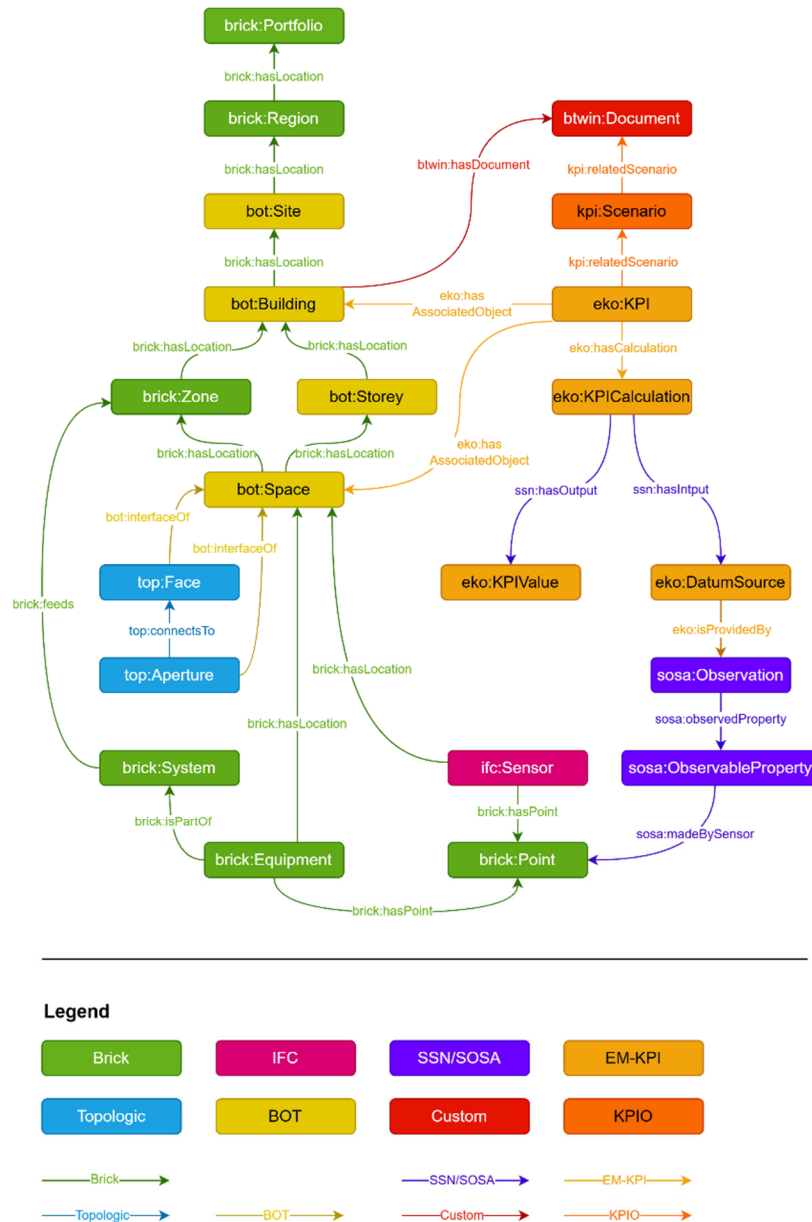 brick:Portfolio
brick:hasLocation
brick:Region
btwin:Document
brick:hasLocation
btwin:hasDocument
kpi:relatedScenario
bot:Site
kpi:Scenario
brick:hasLocation
kpi:relatedScenario
bot:Building
eko:has
AssociatedObject
eko:KPI
brick:hasLocation
brick:hasLocation
eko:hasCalculation
brick:Zone
bot:Storey
eko:KPICalculation
brick:hasLocation
brick:hasLocation
eko:has
AssociatedObject
bot:Space
ssn:hasOutput
ssn:hasIntput
bot:interfaceOf
bot:interfaceOf
top:Face
eko:KPIValue
eko:DatumSource
brick:feeds
top:connectsTo
eko:isProvidedBy
top:Aperture
brick:hasLocation
sosa:Observation
brick:hasLocation
sosa:observedProperty
brick:System
ifc:Sensor
sosa:ObservableProperty
brick:isPartOf
brick:hasPoint
sosa:madeBySensor
brick:Equipment
brick:Point
brick:hasPoint
Legend
Brick
IFC
SSN/SOSA
EM-KPI
Topologic
BOT
Custom
KPIO
Brick
SSN/SOSA
EM-KPI
Topologic
BOT
Custom
KPIO